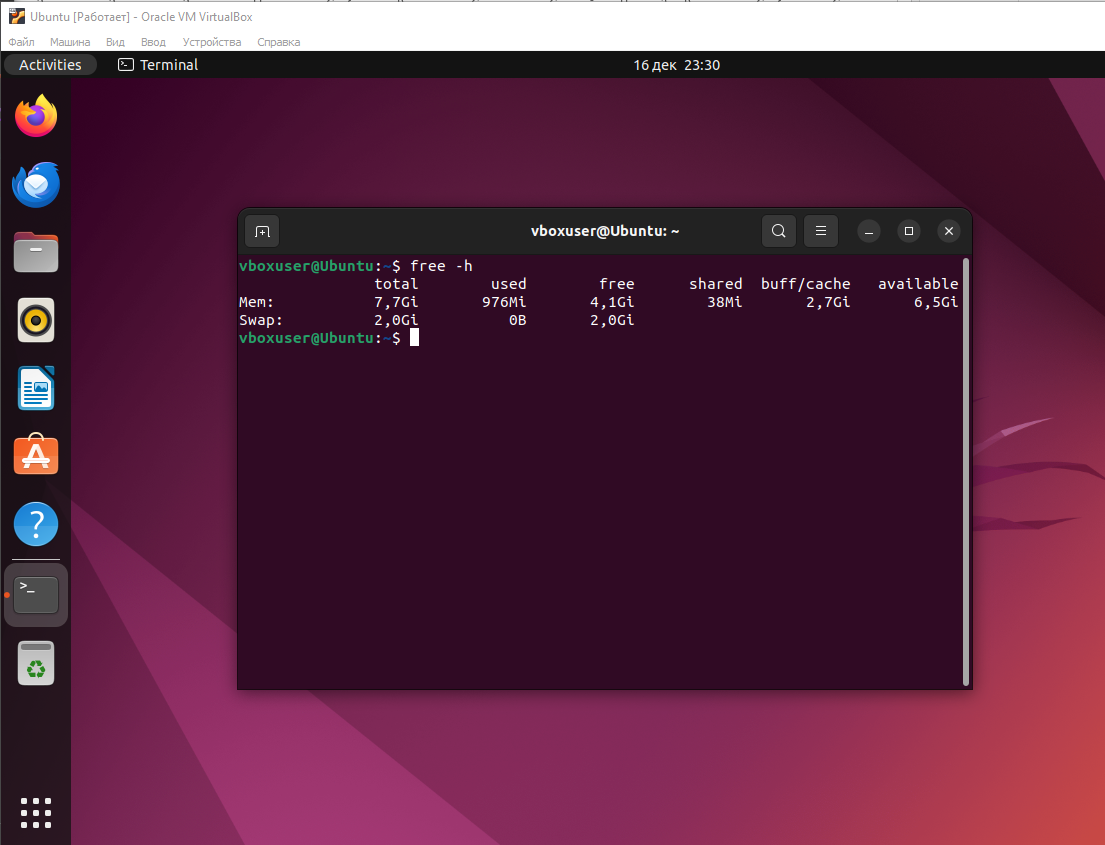 Ubuntu [Работает] - Oracle VM VirtualBox
Файл Машина Вид Ввод Устройства Справка
Activities Terminal 16 дек 23:30
vboxuser@Ubuntu: ~
vboxuser@Ubuntu:~$ free -h
total used free shared buff/cache available
Mem: 7,7Gi 976Mi 4,1Gi 38Mi 2,7Gi 6,5Gi
Swap: 2,0Gi 0B 2,0Gi
vboxuser@Ubuntu:~$